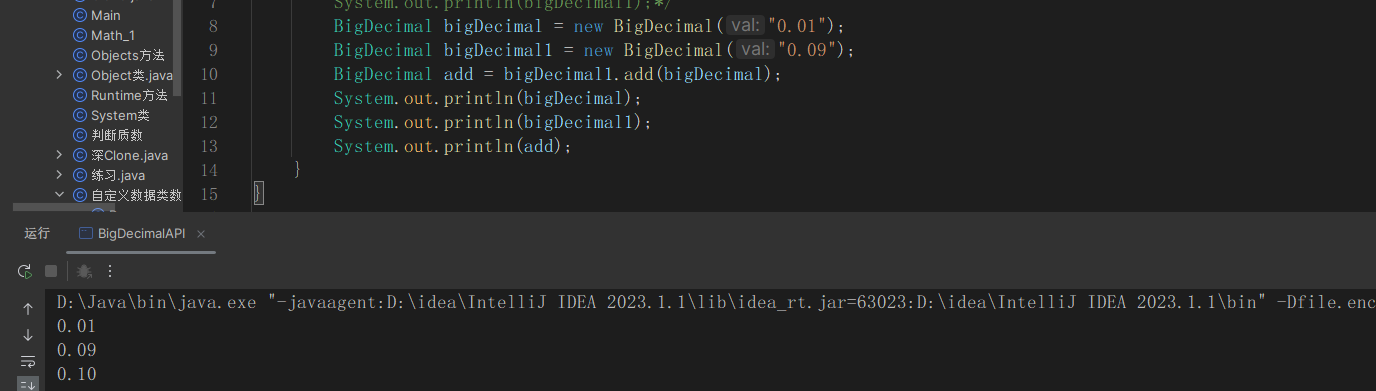 Main
Math_1
Objects方法
Object类.java
Runtime方法
System类
判断质数
深Clone.java
练习.java
自定义数据类数
7 System.out.println(bigDecimal1);*/
8 BigDecimal bigDecimal = new BigDecimal( val: "0.01");
9 BigDecimal bigDecimal1 = new BigDecimal( val: "0.09");
10 BigDecimal add = bigDecimal1.add(bigDecimal);
11 System.out.println(bigDecimal);
12 System.out.println(bigDecimal1);
13 System.out.println(add);
14 }
15 }
运行 BigDecimalAPI
D:\Java\bin\java.exe "-javaagent:D:\idea\IntelliJ IDEA 2023.1.1\lib\idea_rt.jar=63023:D:\idea\IntelliJ IDEA 2023.1.1\bin" -Dfile.enc
0.01
0.09
0.10